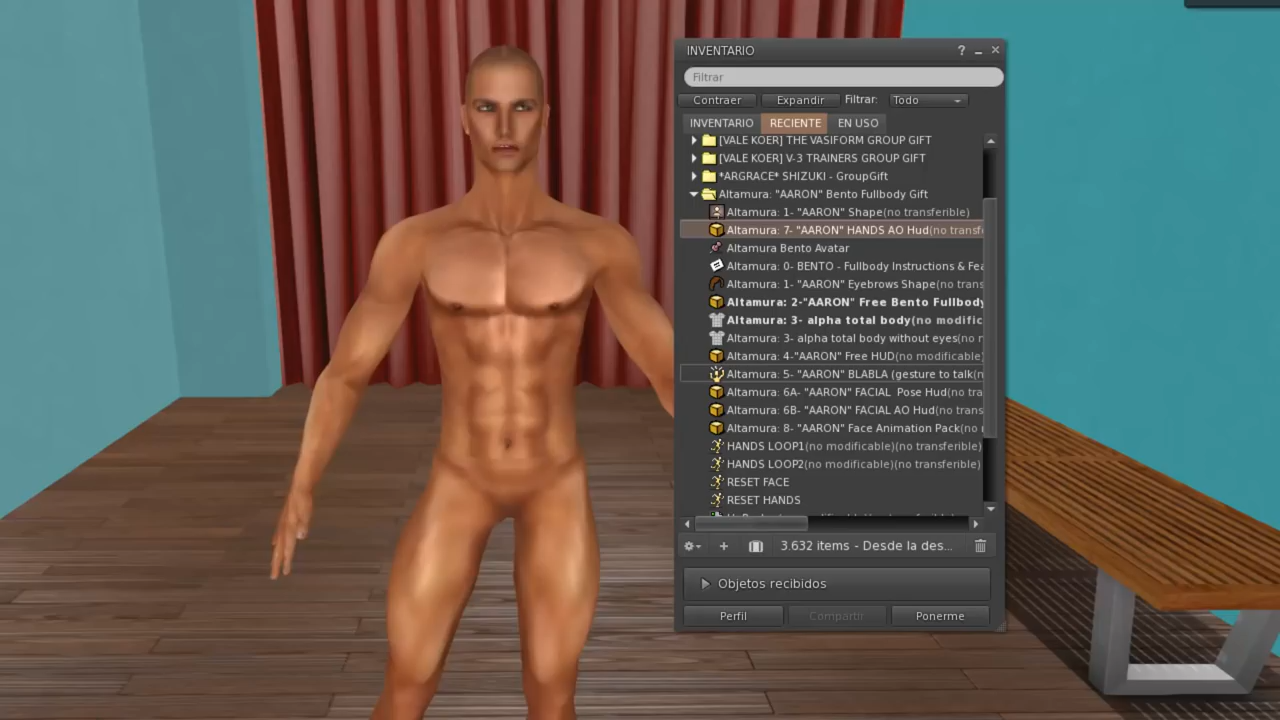 INVENTARIO ?
Filtrar
Contraer Expandir Filtrar: Todo
INVENTARIO RECIENTE EN USO
[VALE KOER] THE VASIFORM GROUP GIFT
[VALE KOER] V-3 TRAINERS GROUP GIFT
*ARGRACE* SHIZUKI - GroupGift
Altamura: "AARON" Bento Fullbody Gift
Altamura: 1- "AARON" Shape(no transferible)
Altamura: 7- "AARON" HANDS AO Hud(no transf
Altamura Bento Avatar
Altamura: 0- BENTO - Fullbody Instructions & Fea
Altamura: 1- "AARON" Eyebrows Shape(no trans
Altamura: 2-"AARON" Free Bento Fullbody
Altamura: 3- alpha total body(no modific
Altamura: 3- alpha total body without eyes(no m
Altamura: 4-"AARON" Free HUD(no modificable)
Altamura: 5- "AARON" BLABLA (gesture to talk(n
Altamura: 6A- "AARON" FACIAL  Pose Hud(no tra
Altamura: 6B- "AARON" FACIAL AO Hud(no trans
Altamura: 8- "AARON" Face Animation Pack(no
HANDS LOOP1(no modificable)(no transferible)
HANDS LOOP2(no modificable)(no transferible)
RESET FACE
RESET HANDS
3.632 items - Desde la des...
Objetos recibidos
Perfil Compartir Ponerme